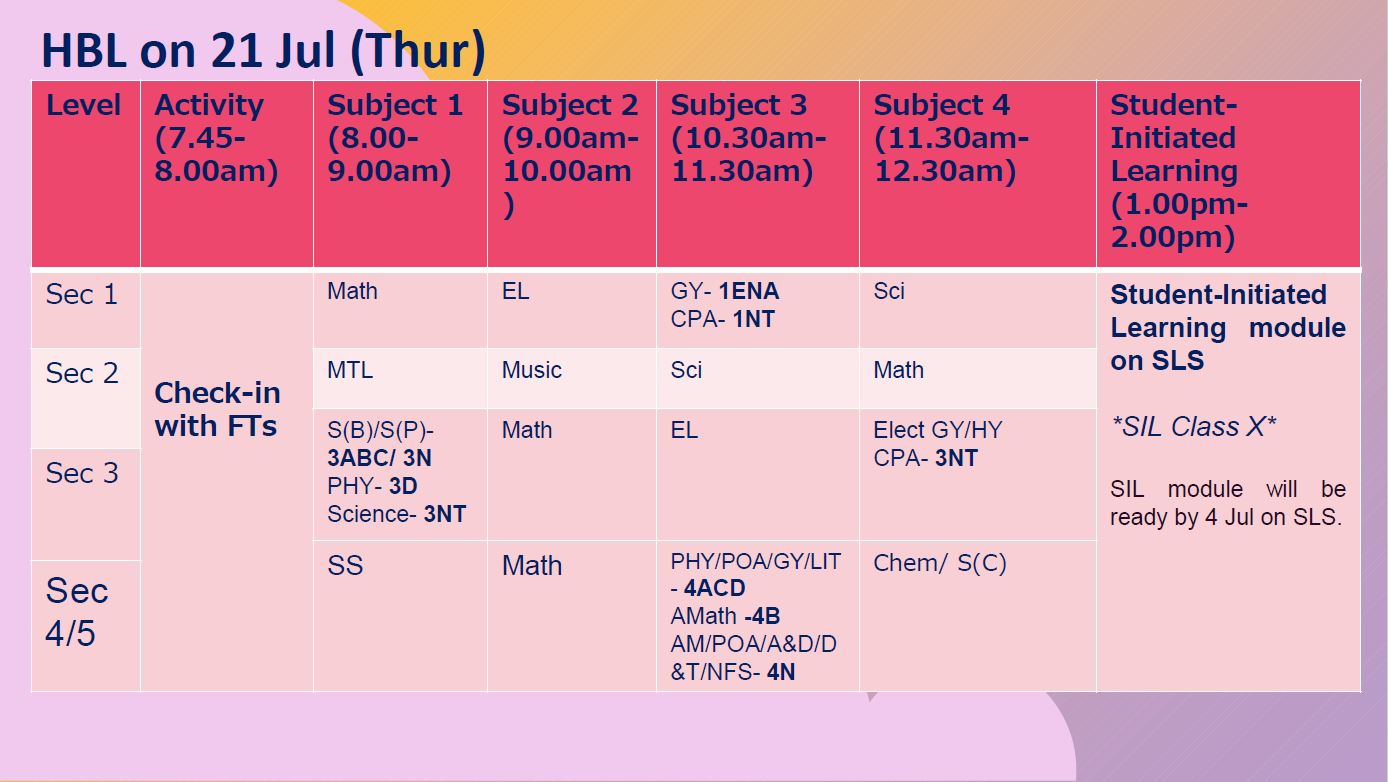 HBL on 21 Jul (Thur)
Level
Activity
(7.45-
8.00am)
Subject 1
(8.00-
9.00am)
Subject 2
(9.00am-
10.00am
)
Subject 3
(10.30am-
11.30am)
Subject 4
(11.30am-
12.30am)
Student-
Initiated
Learning
(1.00pm-
2.00pm)
Sec 1
Check-in
with FTs
Math
EL
GY- 1ENA
CPA- 1NT
Sci
Student-Initiated
Learning module
on SLS
*SIL Class X*
SIL module will be
ready by 4 Jul on SLS.
Sec 2
MTL
Music
Sci
Math
Sec 3
S(B)/S(P)-
3ABC/ 3N
PHY- 3D
Science- 3NT
Math
EL
Elect GY/HY
CPA- 3NT
Sec
4/5
SS
Math
PHY/POA/GY/LIT
- 4ACD
AMath -4B
AM/POA/A&D/D
&T/NFS- 4N
Chem/ S(C)